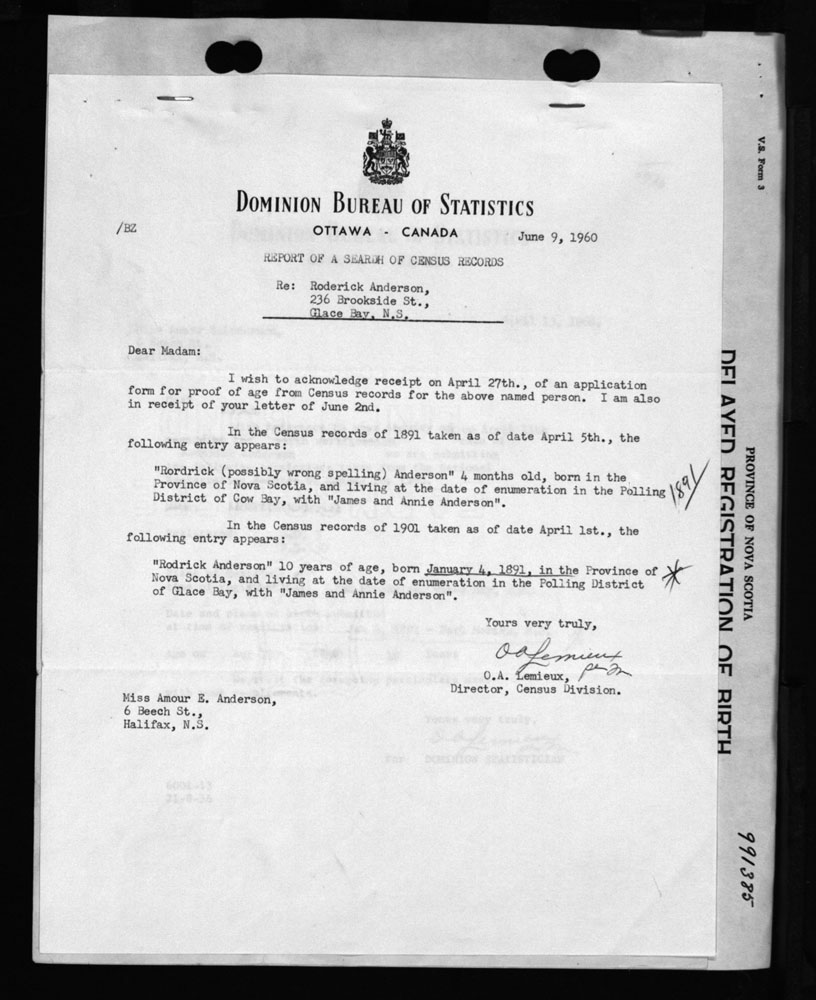 DOMINION BUREAU OF STATISTICS
/BZ
OTTAWA - CANADA
June 9, 1960
REPORT OF A SEARCH OF CENSUS RECORDS
Re: Roderick Anderson,
236 Brookside St.,
Glace Bay, N.S.
Dear Madam:
I wish to acknowledge receipt on April 27th., of an application
form for proof of age from Census records for the above named person. I am also
in receipt of your letter of June 2nd.
In the Census records of 1891 taken as of date April 5th., the
following entry appears:
"Rordrick (possibly wrong spelling) Anderson" 4 months old, born in the
Province of Nova Scotia, and living at the date of enumeration in the Polling
District of Cow Bay, with "James and Annie Anderson".
1891
In the Census records of 1901 taken as of date April 1st., the
following entry appears:
"Rodrick Anderson" 10 years of age, born January 4, 1891, in the Province of
Nova Scotia, and living at the date of enumeration in the Polling District
of Glace Bay, with "James and Annie Anderson".
Yours very truly,
O A Lemieux
O.A. Lemieux,
Director, Census Division.
Miss Amour E. Anderson,
6 Beech St.,
Halifax, N.S.
For DOMINION STATISTICIAN
6001-13
V.S. Form 3
PROVINCE OF NOVA SCOTIA
DELAYED REGISTRATION OF BIRTH
991385